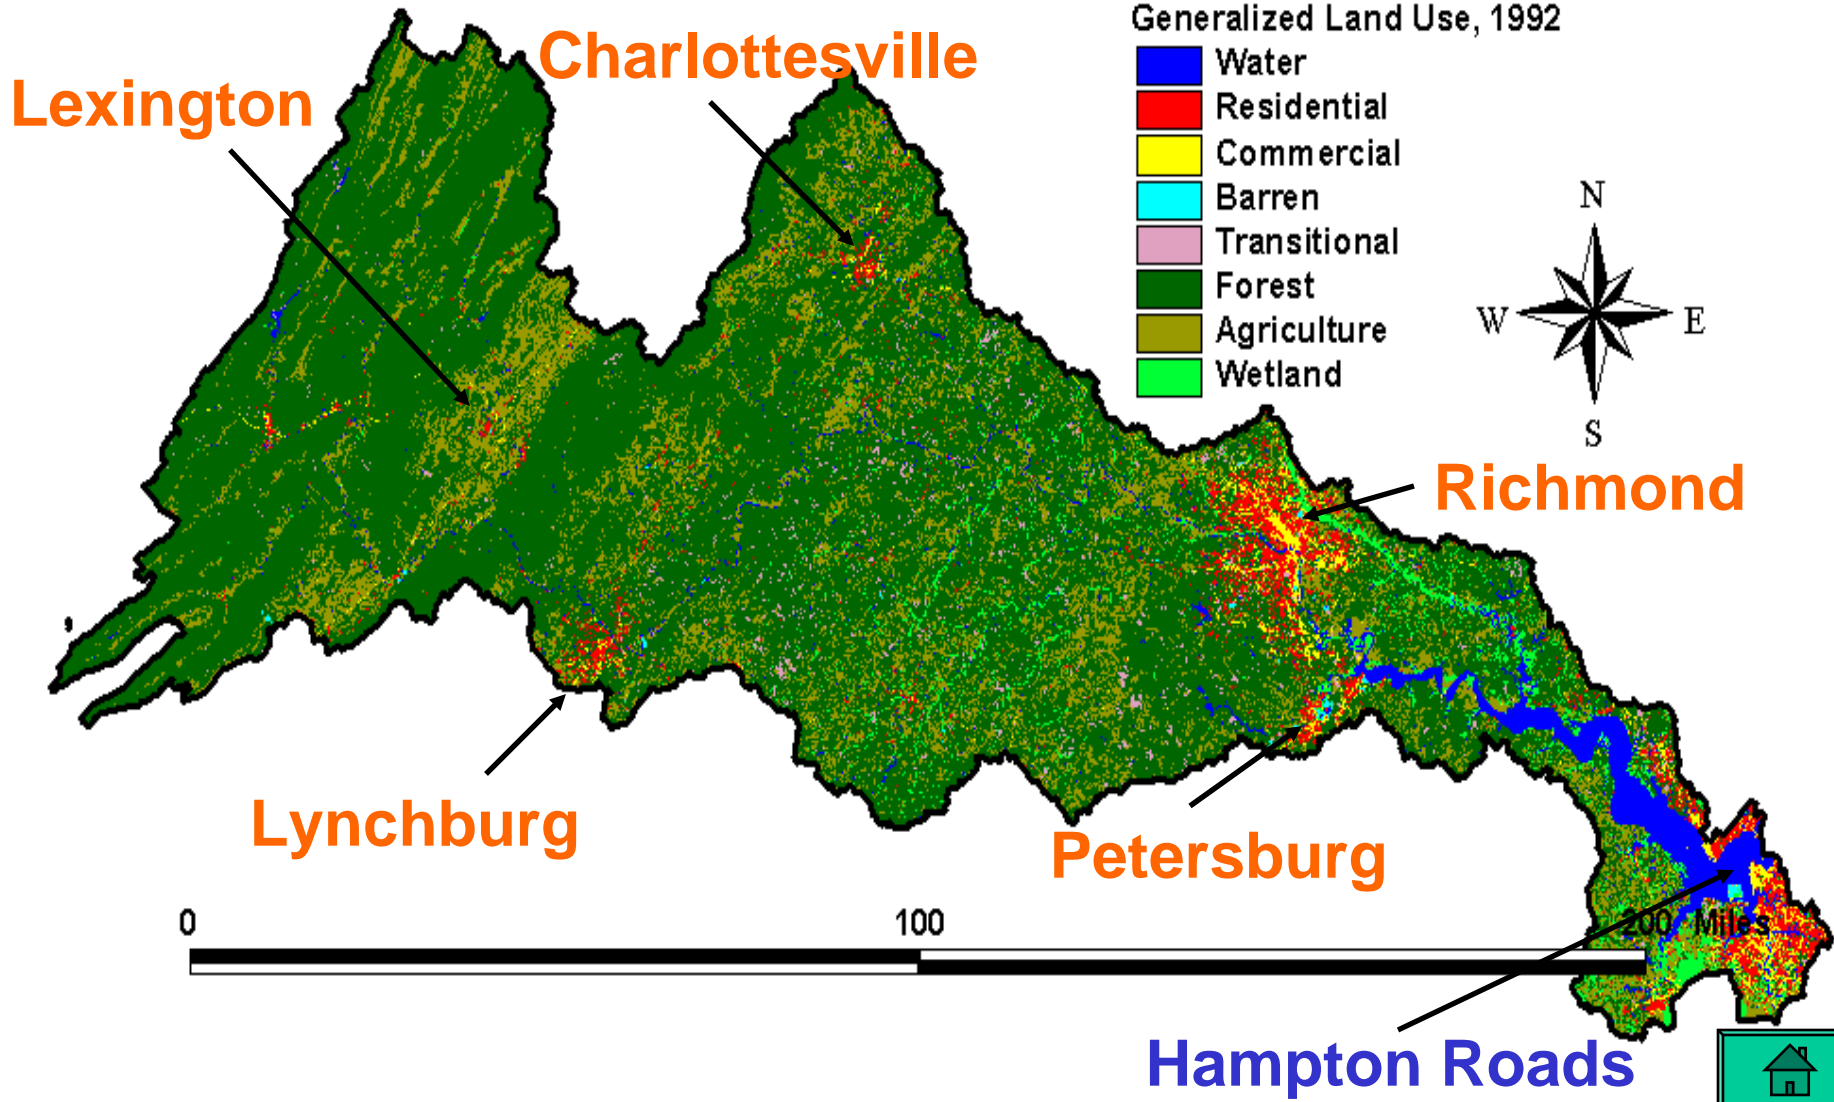 Generalized Land Use, 1992
Water
Residential
Commercial
Barren
Transitional
Forest
Agriculture
Wetland
Charlottesville
Lexington
N
W
E
S
Richmond
Lynchburg
Petersburg
0
100
200 Miles
Hampton Roads